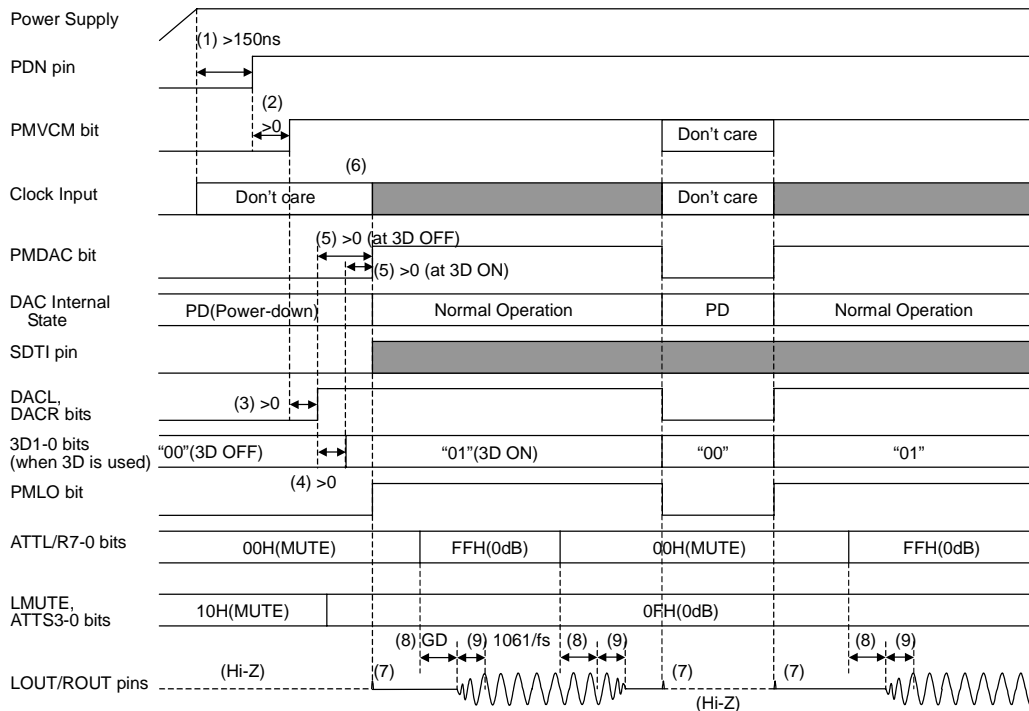 Power Supply
(1) >150ns
PDN pin
(2)
>0
PMVCM bit
Don't care
(6)
Clock Input
Don't care
Don't care
(5) >0 (at 3D OFF)
PMDAC bit
(5) >0 (at 3D ON)
DAC Internal
State
PD(Power-down)
Normal Operation
PD
Normal Operation
SDTI pin
DACL,
DACR bits
(3) >0
3D1-0 bits
(when 3D is used)
“00”(3D OFF)
“01”(3D ON)
“00”
“01”
(4) >0
PMLO bit
ATTL/R7-0 bits
00H(MUTE)
FFH(0dB)
00H(MUTE)
FFH(0dB)
LMUTE,
ATTS3-0 bits
10H(MUTE)
0FH(0dB)
(8) GD (9) 1061/fs (8) (9) (8) (9)
LOUT/ROUT pins
(Hi-Z)
(7)
(7)
(7)
(Hi-Z)